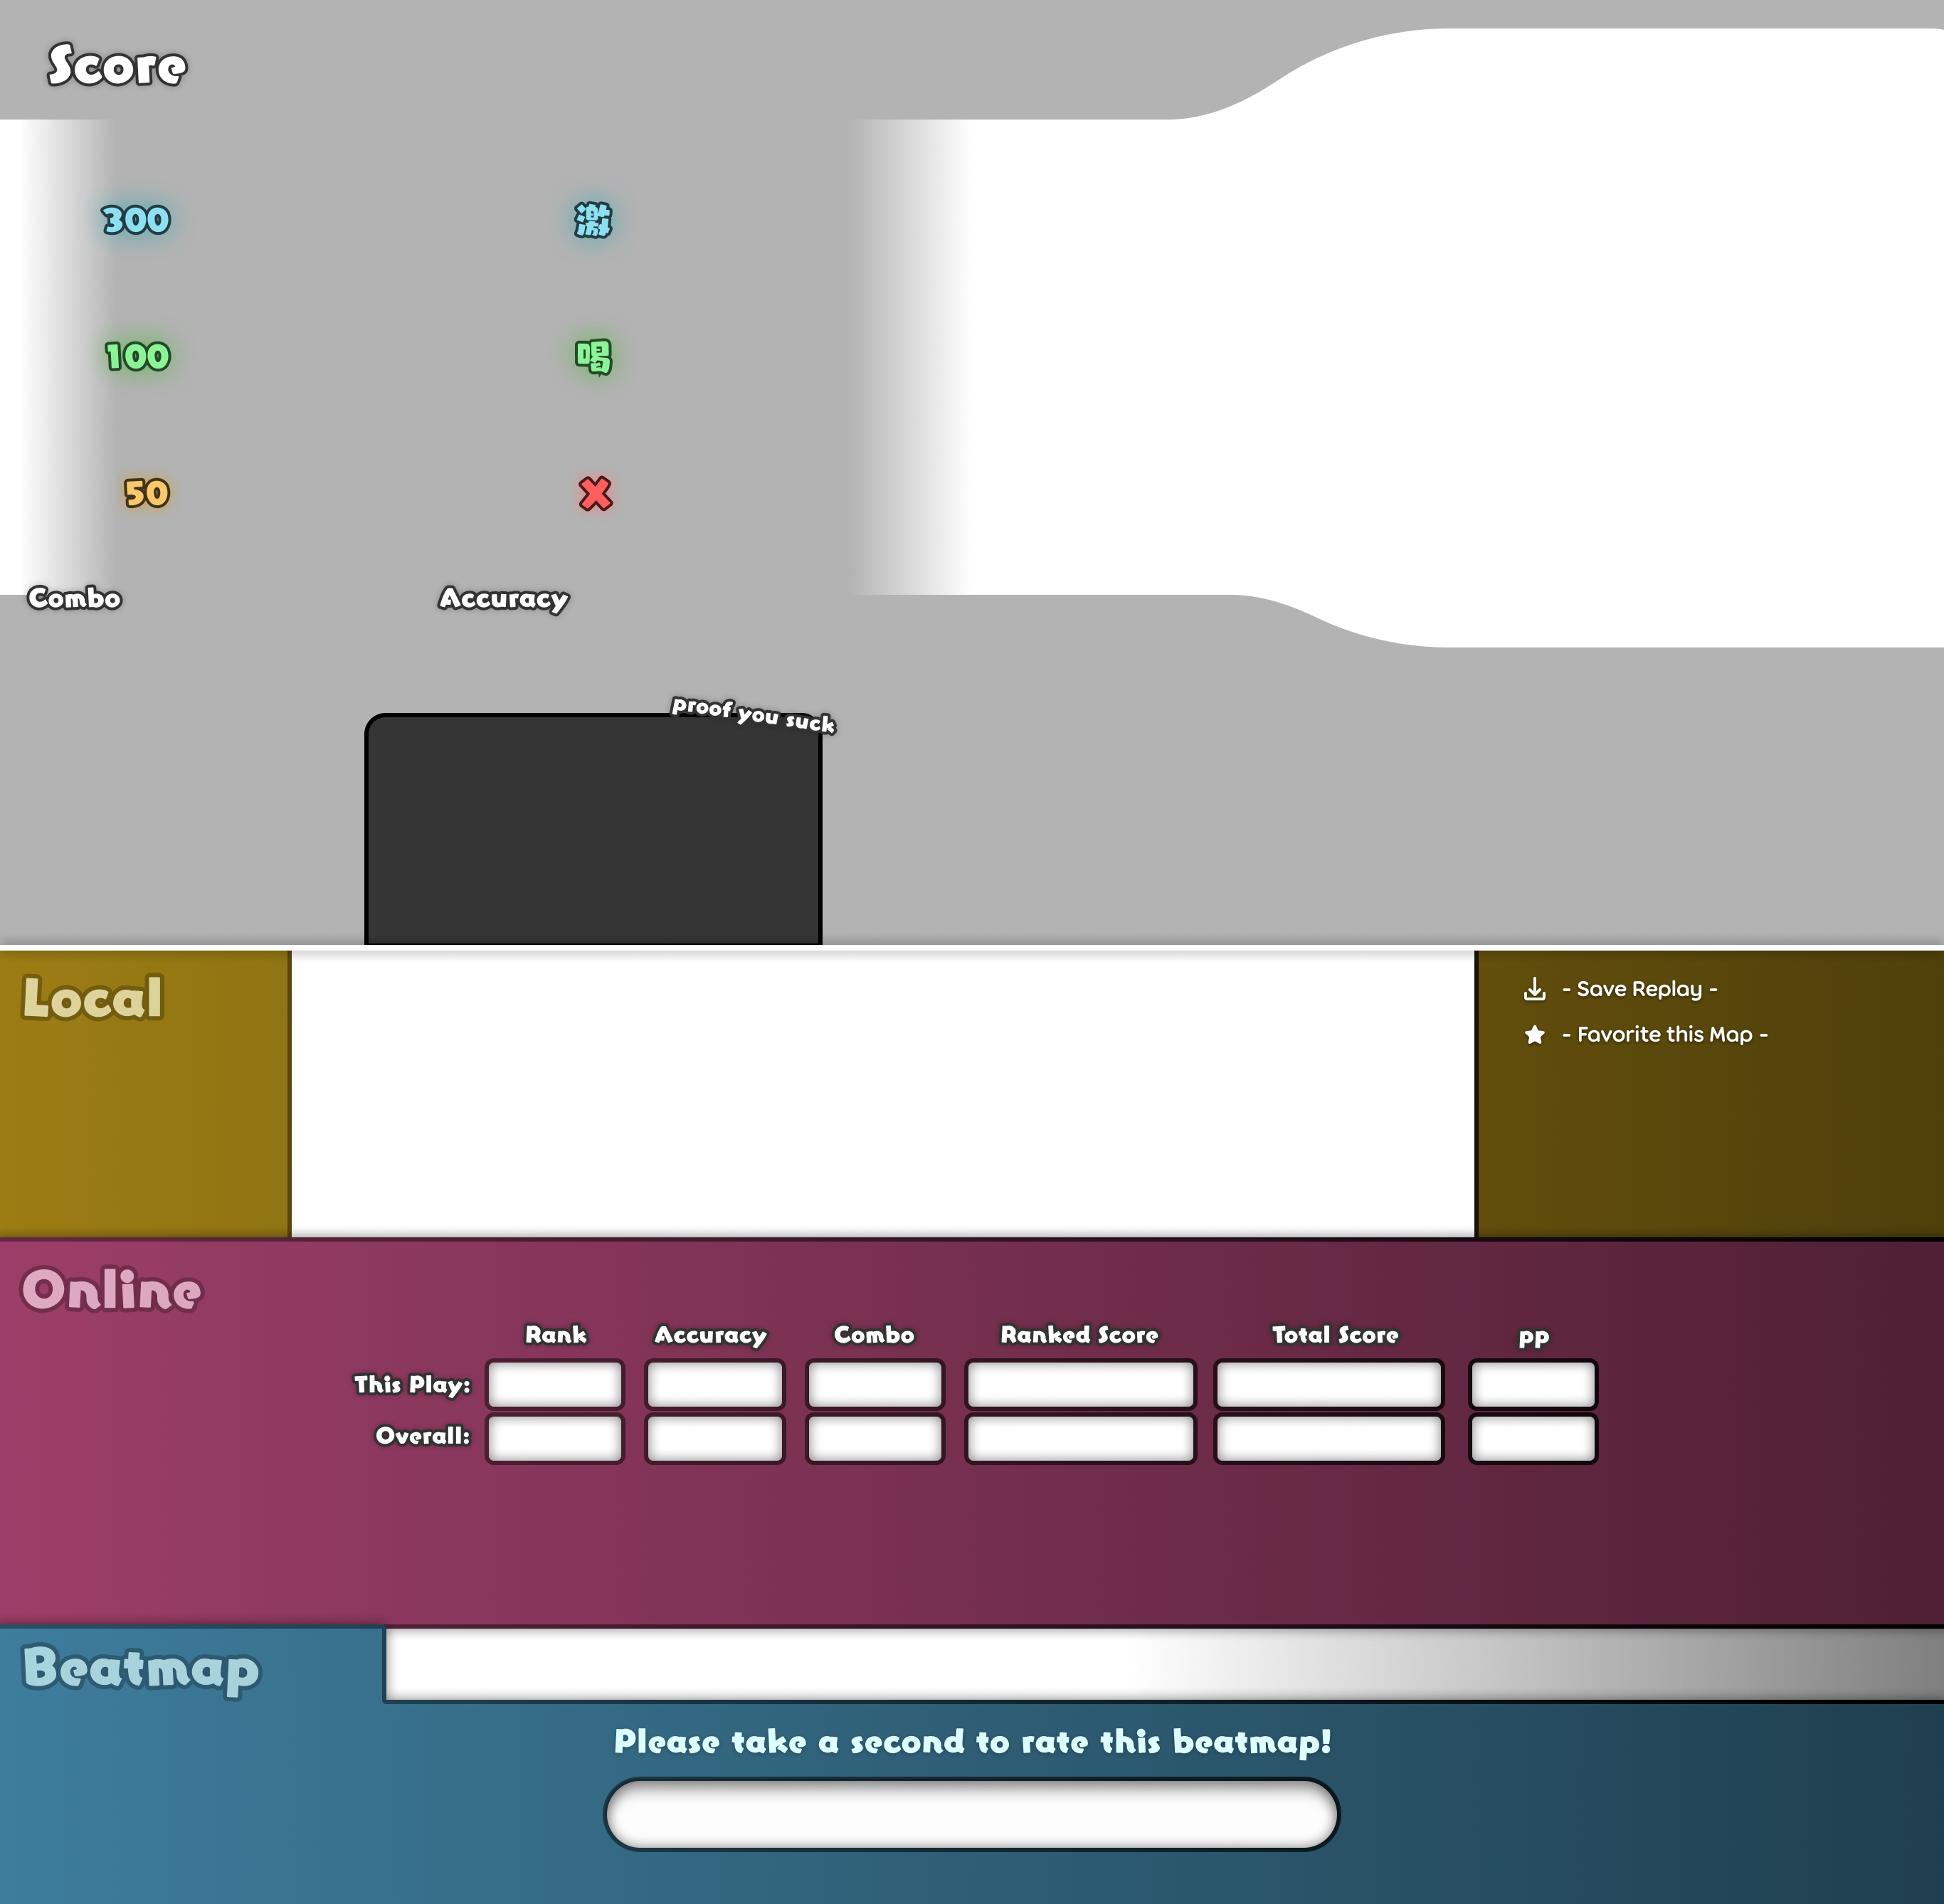 Score
300 激
100 喝
50 X
Combo Accuracy
proof you suck
Local
- Save Replay -
- Favorite this Map -
Online
Rank Accuracy Combo Ranked Score Total Score pp
This Play:
Overall:
Beatmap
Please take a second to rate this beatmap!